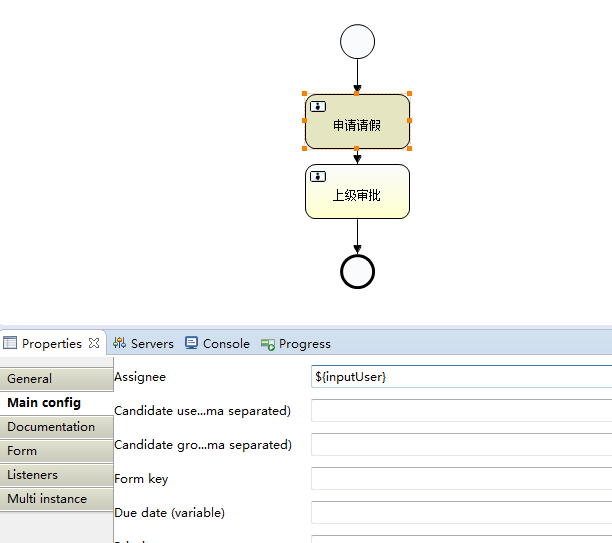 申请请假
上级审批
Properties Servers Console Progress
General
Main config
Documentation
Form
Listeners
Multi instance
Assignee ${inputUser}
Candidate use...ma separated)
Candidate gro...ma separated)
Form key
Due date (variable)